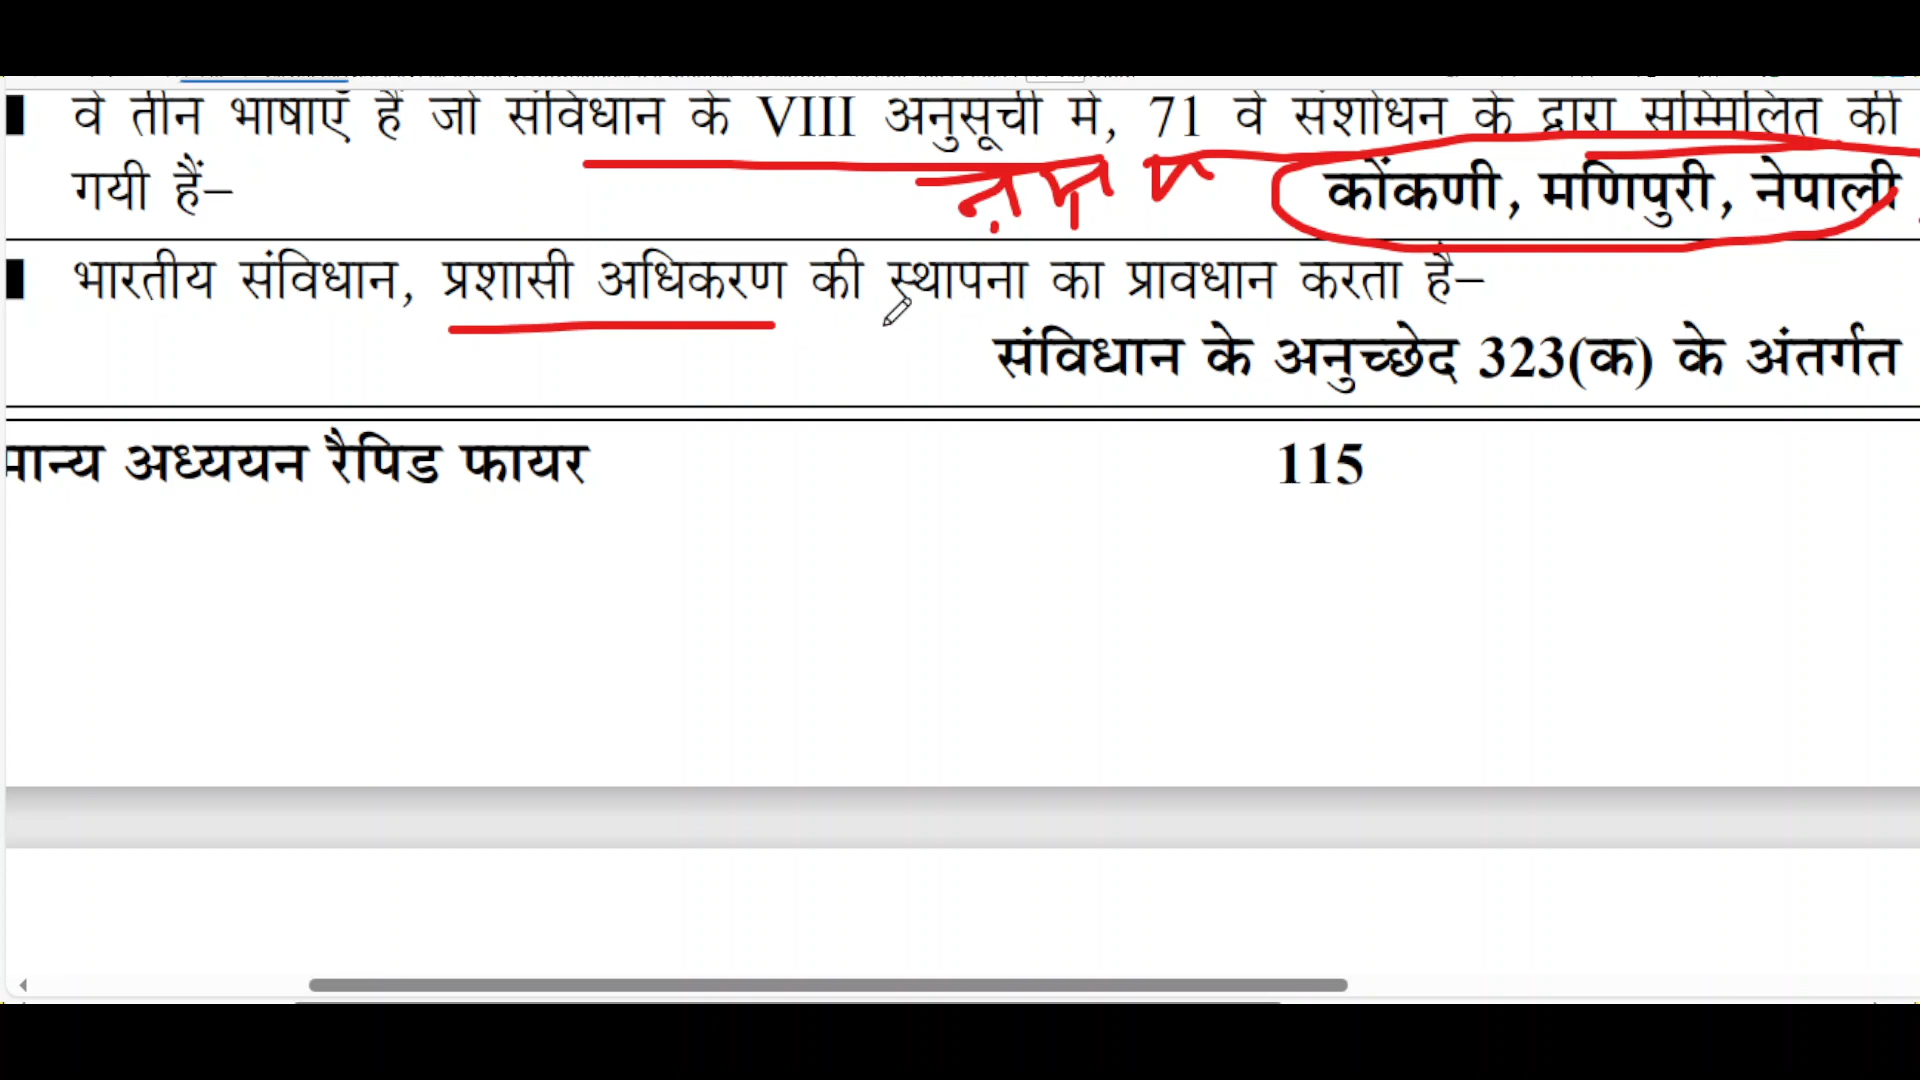 वे तीन भाषाएँ हैं जो संविधान के VIII अनुसूची में, 71 वें संशोधन के द्वारा सम्मिलित की
गयी हैं–
कोंकणी, मणिपुरी, नेपाली
भारतीय संविधान, प्रशासी अधिकरण की स्थापना का प्रावधान करता है–
संविधान के अनुच्छेद 323(क) के अंतर्गत
मान्य अध्ययन रैपिड फायर 115